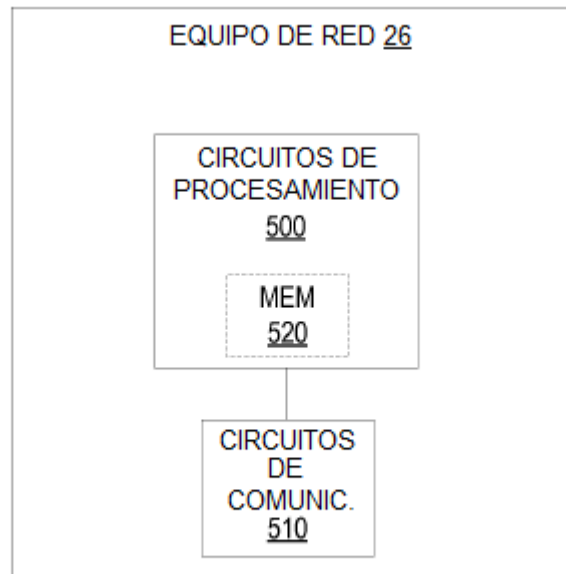 EQUIPO DE RED 26
CIRCUITOS DE
PROCESAMIENTO
500
MEM
520
CIRCUITOS
DE
COMUNIC.
510